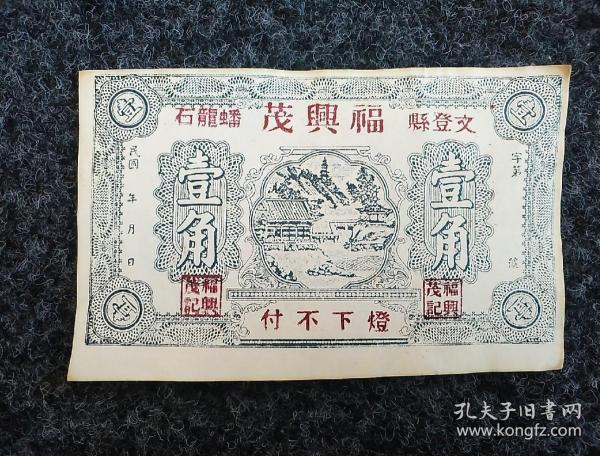 文登縣 福興茂 蟠龍石
字第 號
壹角
壹角
民國 年 月 日
福興茂記
福興茂記
燈下不付
孔夫子旧書网
www.kongfz.com